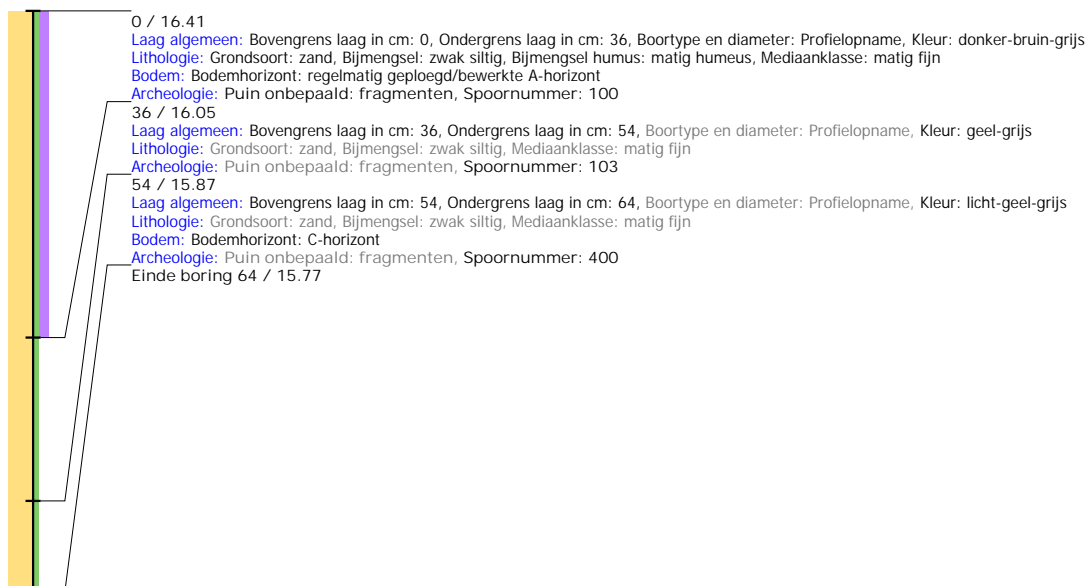 0 / 16.41
Laag algemeen: Bovengrens laag in cm: 0, Ondergrens laag in cm: 36, Boortype en diameter: Profielopname, Kleur: donker-bruin-grijs
Lithologie: Grondsoort: zand, Bijmengsel: zwak siltig, Bijmengsel humus: matig humeus, Mediaanklasse: matig fijn
Bodem: Bodemhorizont: regelmatig geploegd/bewerkte A-horizont
Archeologie: Puin onbepaald: fragmenten, Spoornummer: 100
36 / 16.05
Laag algemeen: Bovengrens laag in cm: 36, Ondergrens laag in cm: 54, Boortype en diameter: Profielopname, Kleur: geel-grijs
Lithologie: Grondsoort: zand, Bijmengsel: zwak siltig, Mediaanklasse: matig fijn
Archeologie: Puin onbepaald: fragmenten, Spoornummer: 103
54 / 15.87
Laag algemeen: Bovengrens laag in cm: 54, Ondergrens laag in cm: 64, Boortype en diameter: Profielopname, Kleur: licht-geel-grijs
Lithologie: Grondsoort: zand, Bijmengsel: zwak siltig, Mediaanklasse: matig fijn
Bodem: Bodemhorizont: C-horizont
Archeologie: Puin onbepaald: fragmenten, Spoornummer: 400
Einde boring 64 / 15.77